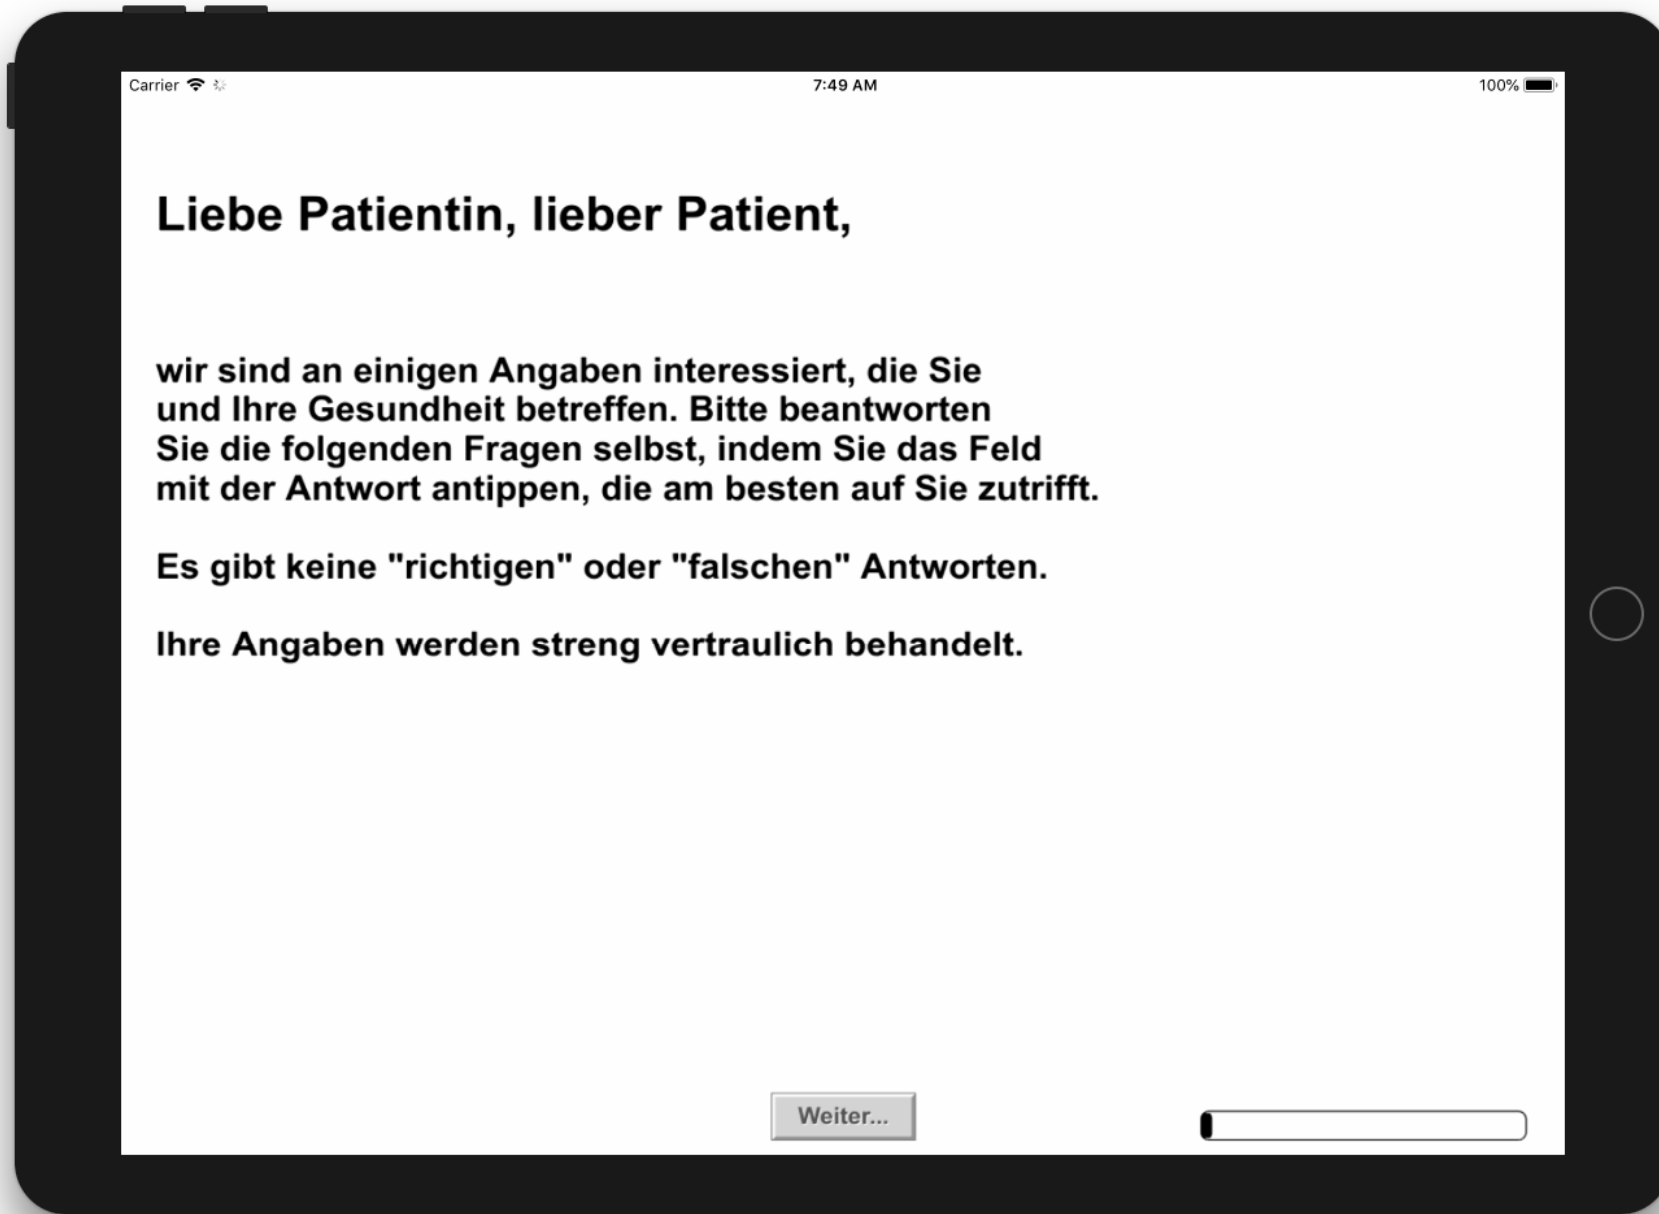 Carrier 7:49 AM 100%
Liebe Patientin, lieber Patient,
wir sind an einigen Angaben interessiert, die Sie
und Ihre Gesundheit betreffen. Bitte beantworten
Sie die folgenden Fragen selbst, indem Sie das Feld
mit der Antwort antippen, die am besten auf Sie zutrifft.
Es gibt keine "richtigen" oder "falschen" Antworten.
Ihre Angaben werden streng vertraulich behandelt.
Weiter...